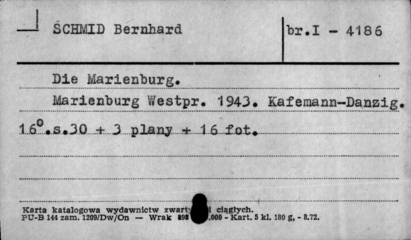 SCHMID Bernhard
br.I - 4186
Die Marienburg.
Marienburg Westpr. 1943. Kafemann-Danzig.
16°.s.30 + 3 plany + 16 fot.
Karta katalogowa wydawnictw ciągłych.
PU-B 144 zam. 1209/Dw/On — Wrak .000 - Kart. 5 kl. 180 g, - 8.72.